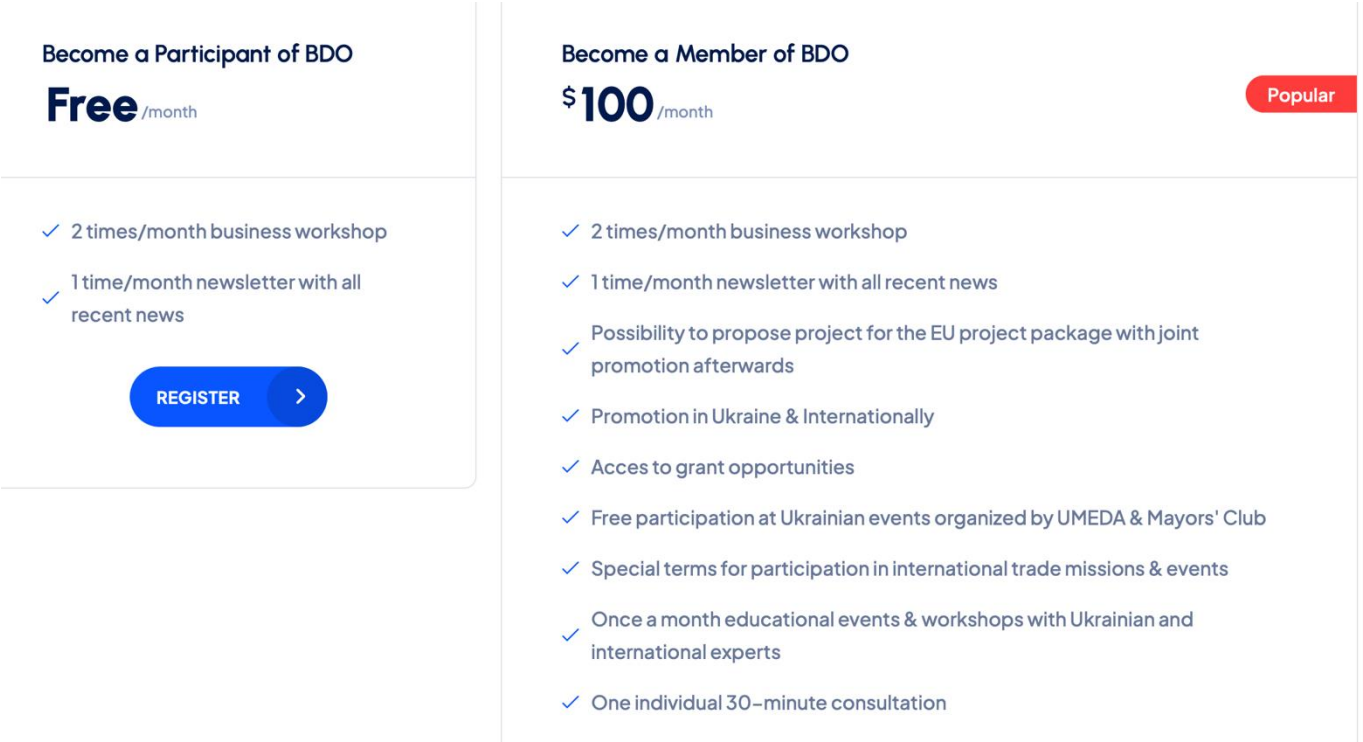 Become a Participant of BDO
Free /month
2 times/month business workshop
1 time/month newsletter with all
recent news
REGISTER
Become a Member of BDO
$100 /month
Popular
2 times/month business workshop
1 time/month newsletter with all recent news
Possibility to propose project for the EU project package with joint
promotion afterwards
Promotion in Ukraine & Internationally
Acces to grant opportunities
Free participation at Ukrainian events organized by UMEDA & Mayors' Club
Special terms for participation in international trade missions & events
Once a month educational events & workshops with Ukrainian and
international experts
One individual 30–minute consultation